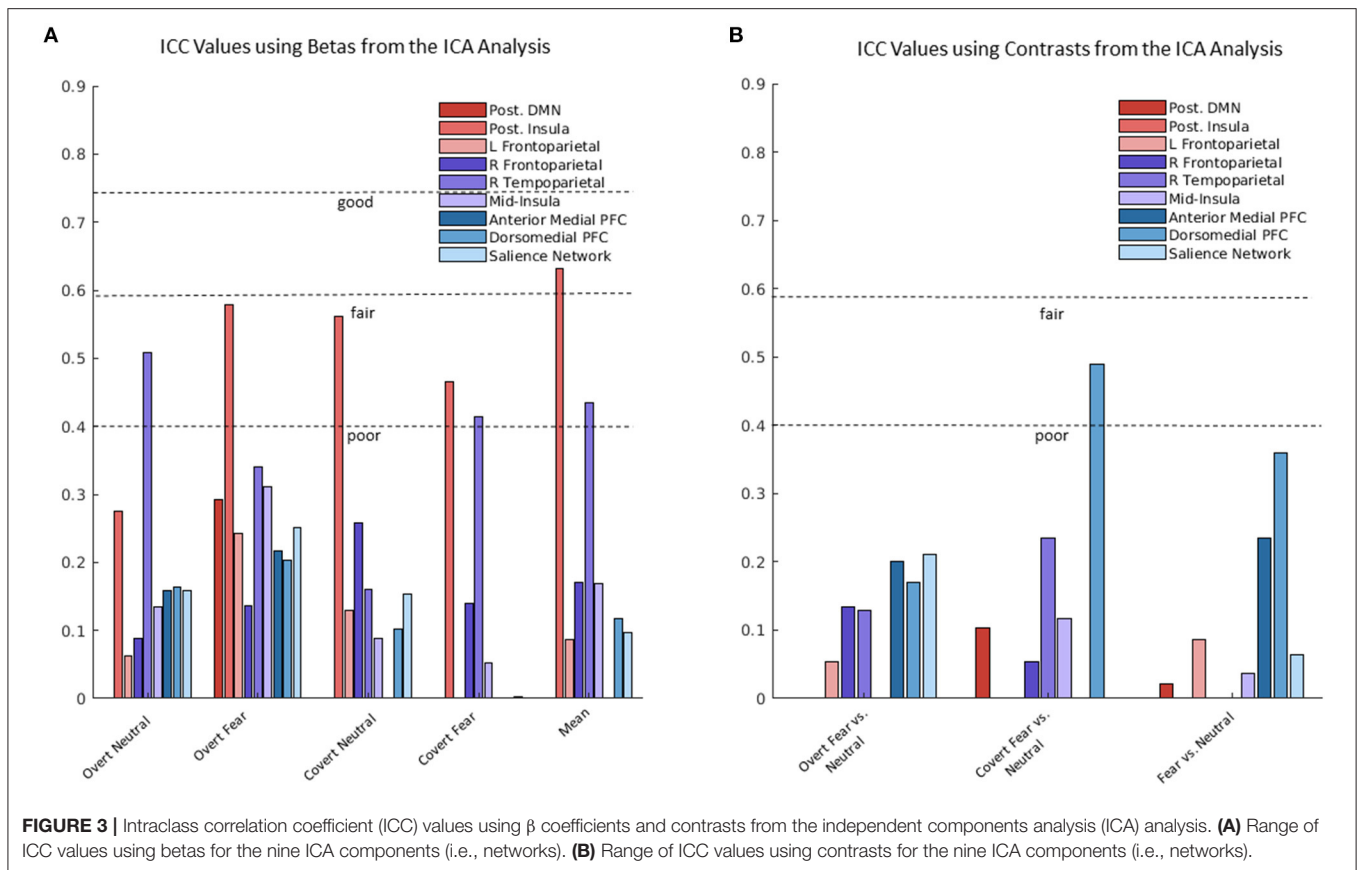 A
ICC Values using Betas from the ICA Analysis
0.9
0.8
0.7
0.6
0.5
0.4
0.3
0.2
0.1
0
Post. DMN
Post. Insula
L Frontoparietal
R Frontoparietal
R Tempoparietal
Mid-Insula
Anterior Medial PFC
Dorsomedial PFC
Salience Network
good
fair
poor
Overt Neutral
Overt Fear
Covert Neutral
Covert Fear
Mean
B
ICC Values using Contrasts from the ICA Analysis
0.9
0.8
0.7
0.6
0.5
0.4
0.3
0.2
0.1
0
Post. DMN
Post. Insula
L Frontoparietal
R Frontoparietal
R Tempoparietal
Mid-Insula
Anterior Medial PFC
Dorsomedial PFC
Salience Network
fair
poor
Overt Fear vs.
Neutral
Covert Fear vs.
Neutral
Fear vs. Neutral
FIGURE 3 | Intraclass correlation coefficient (ICC) values using β coefficients and contrasts from the independent components analysis (ICA) analysis. (A) Range of
ICC values using betas for the nine ICA components (i.e., networks). (B) Range of ICC values using contrasts for the nine ICA components (i.e., networks).